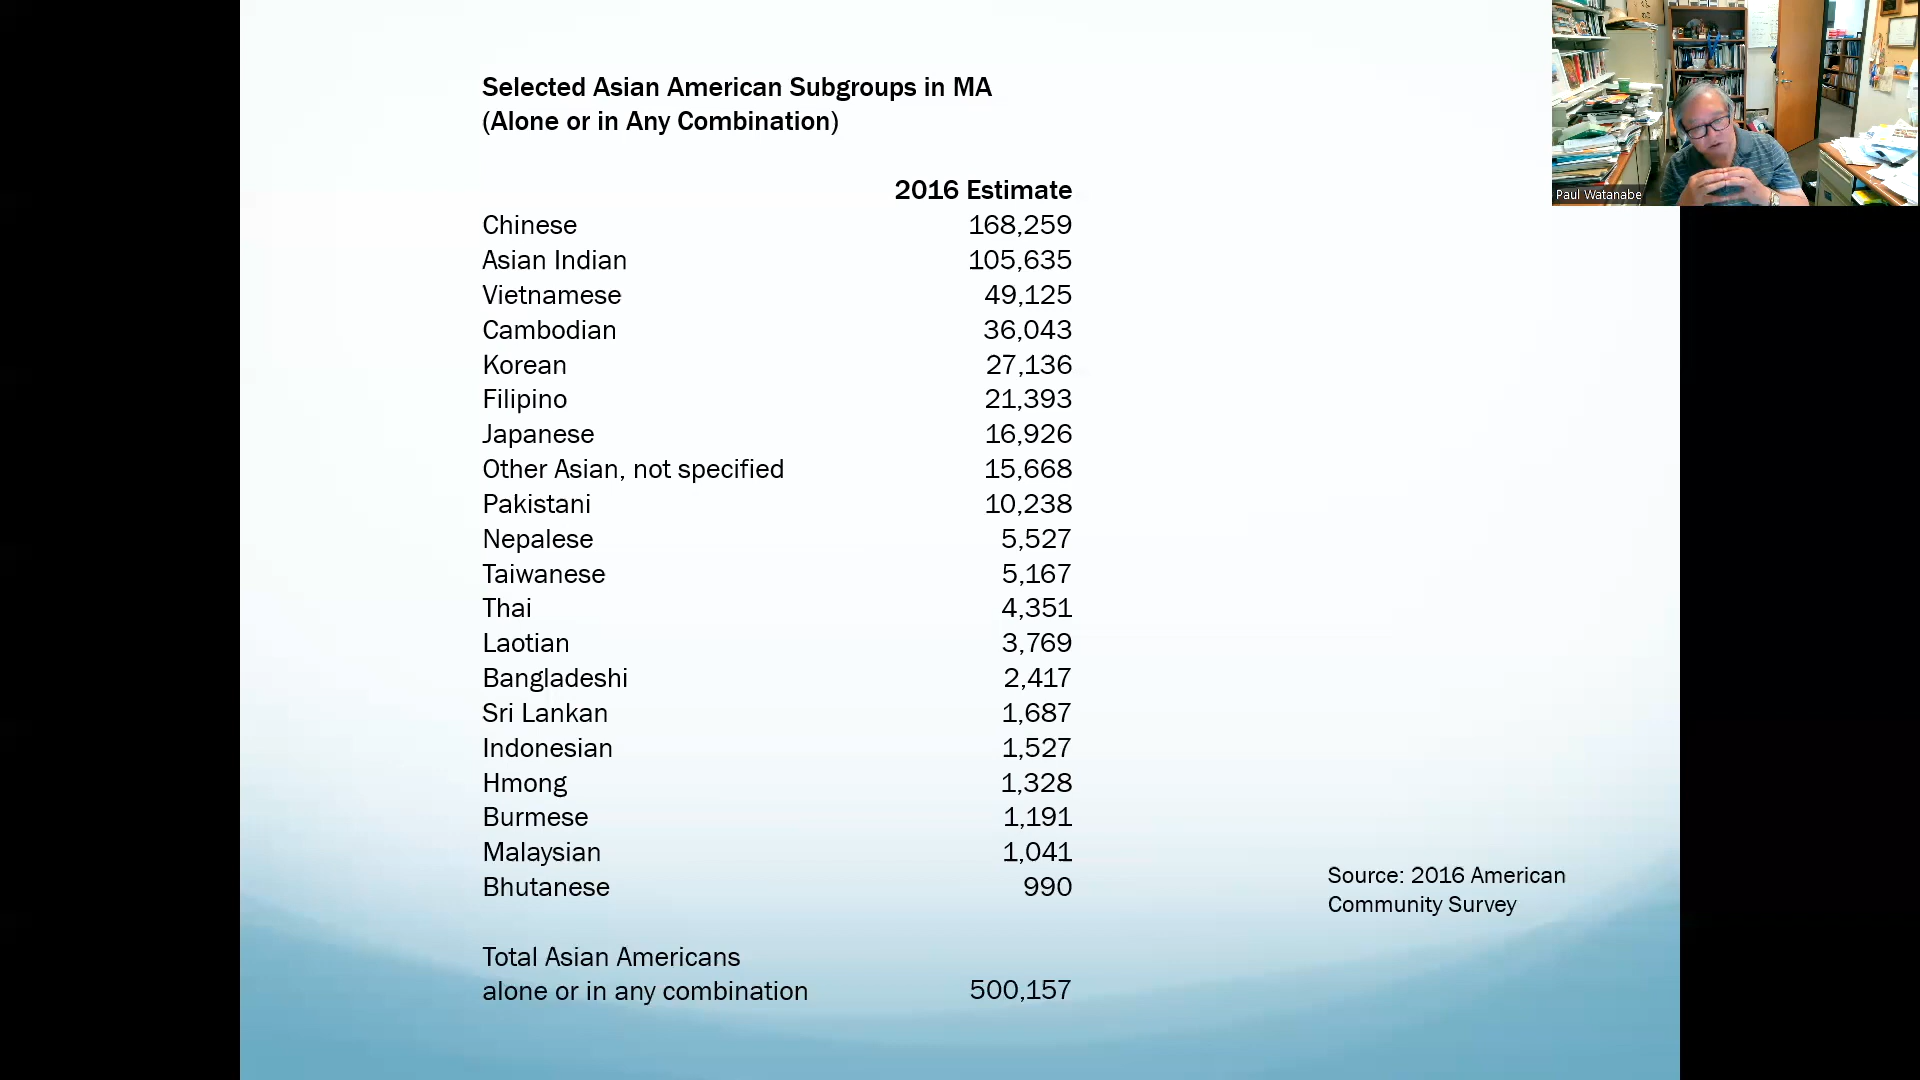 Selected Asian American Subgroups in MA
(Alone or in Any Combination)
2016 Estimate
Chinese 168,259
Asian Indian 105,635
Vietnamese 49,125
Cambodian 36,043
Korean 27,136
Filipino 21,393
Japanese 16,926
Other Asian, not specified 15,668
Pakistani 10,238
Nepalese 5,527
Taiwanese 5,167
Thai 4,351
Laotian 3,769
Bangladeshi 2,417
Sri Lankan 1,687
Indonesian 1,527
Hmong 1,328
Burmese 1,191
Malaysian 1,041
Bhutanese 990
Total Asian Americans
alone or in any combination 500,157
Source: 2016 American
Community Survey
Paul Watanabe